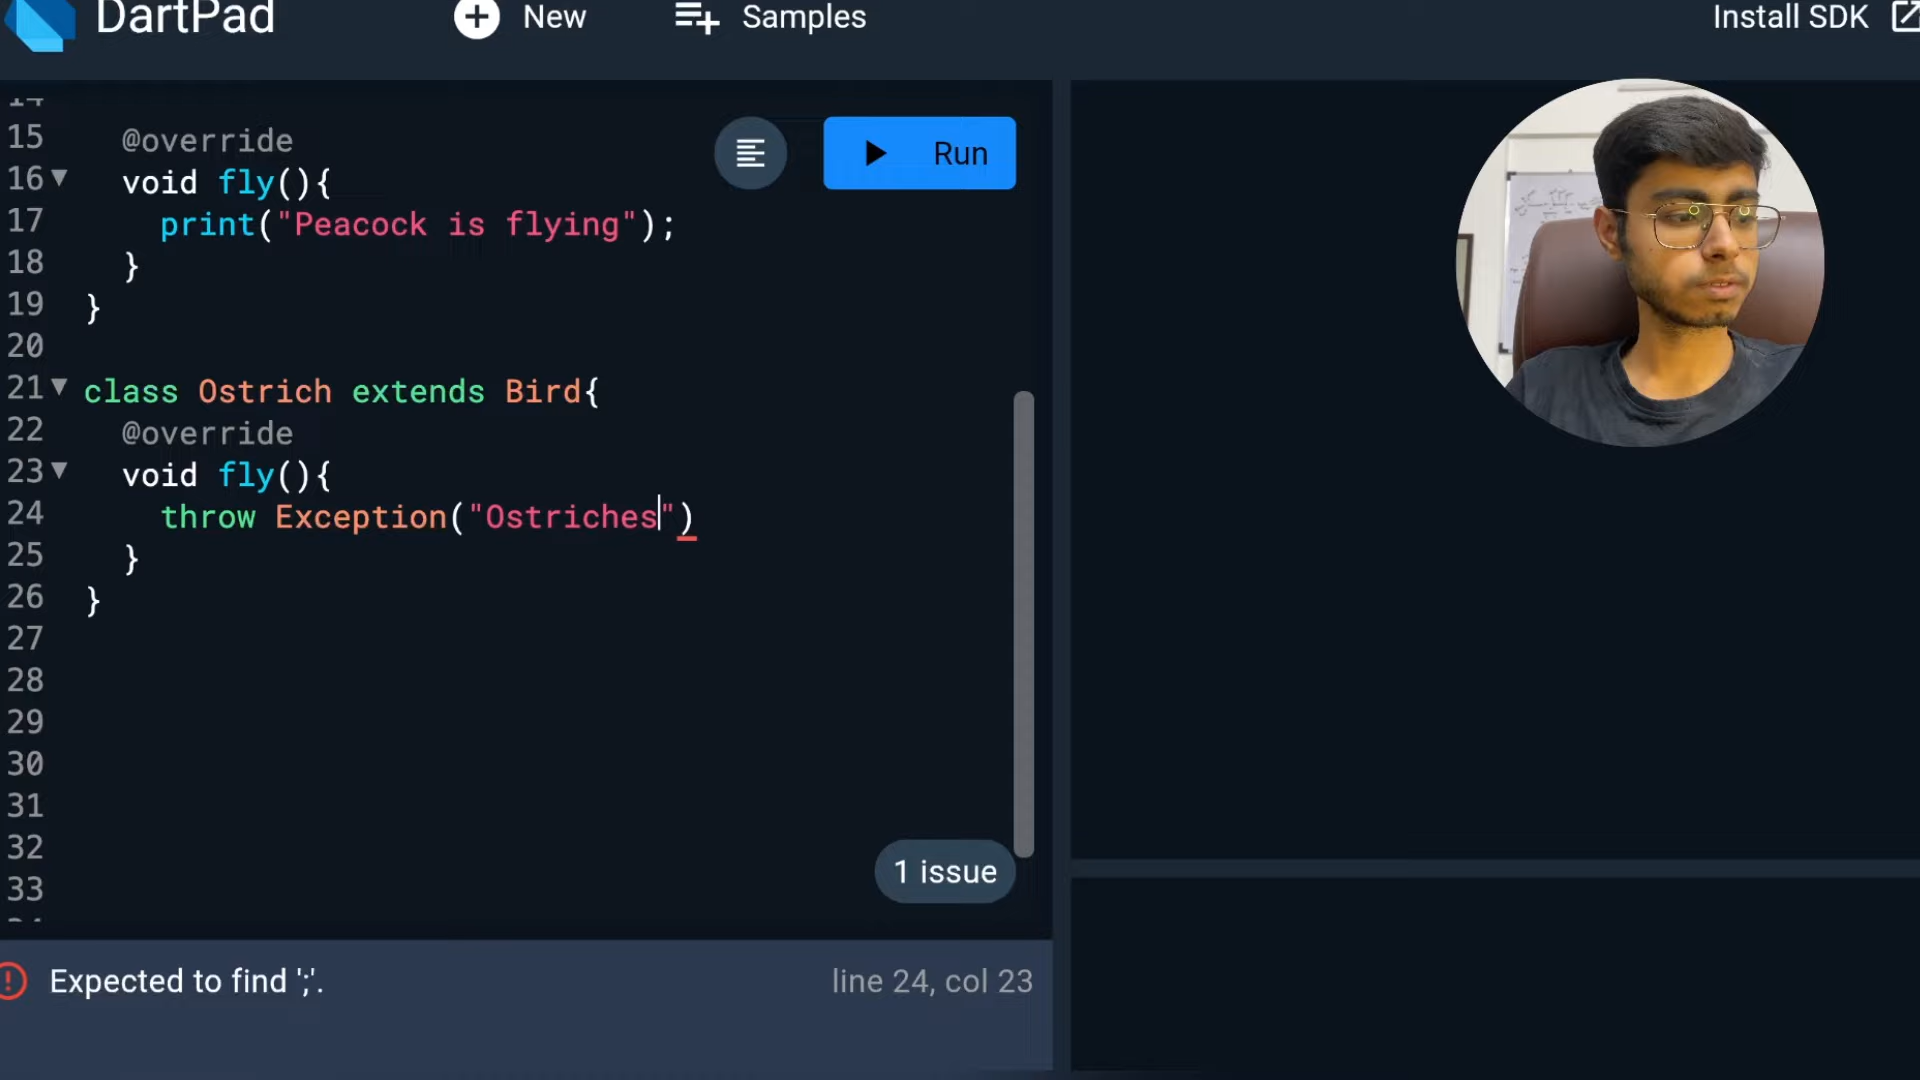 DartPad
New
Samples
Install SDK
14
15 @override
16 void fly(){
17 print("Peacock is flying");
18 }
19 }
20
21 class Ostrich extends Bird{
22 @override
23 void fly(){
24 throw Exception("Ostriches")
25 }
26 }
27
28
29
30
31
32
33
Run
1 issue
Expected to find ';'.
line 24, col 23